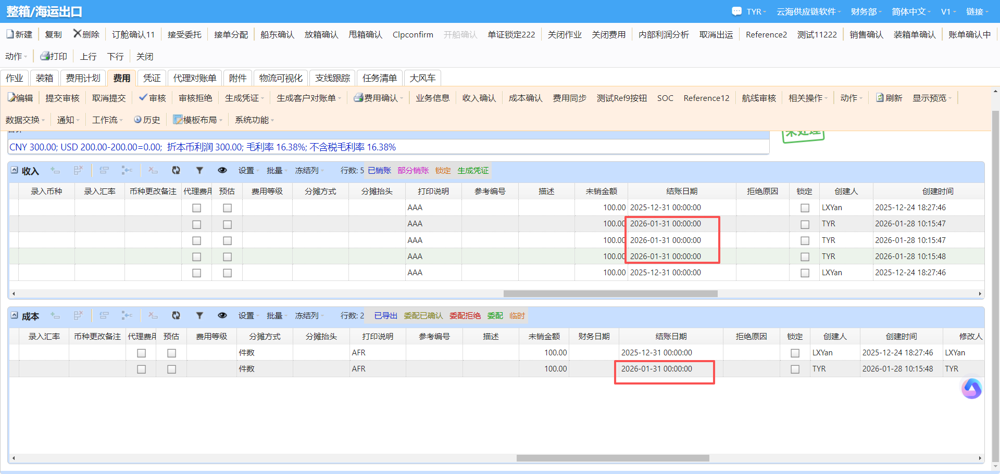 整箱/海运出口
TYR 云海供应链软件 财务部 简体中文 V1 链接
新建 复制 删除 订舱确认11 接受委托 接单分配 船东确认 放箱确认 甩箱确认 Clpconfirm 开船确认 单证锁定222 关闭作业 关闭费用 内部利润分析 取消出运 Reference2 测试11222 销售确认 装箱单确认 账单确认中
动作 打印 上行 下行 关闭
作业 装箱 费用计划 费用 凭证 代理对账单 附件 物流可视化 支线跟踪 任务清单 大风车
编辑 提交审核 取消提交 审核 审核拒绝 生成凭证 生成客户对账单 费用确认 业务信息 收入确认 成本确认 费用同步 测试Ref9按钮 SOC Reference12 航线审核 相关操作 动作 刷新 显示预览
数据交换 通知 工作流 历史 模板布局 系统功能
CNY 300.00; USD 200.00-200.00=0.00; 折本币利润 300.00; 毛利率 16.38%; 不含税毛利率 16.38%
收入 设置 批量 冻结列 行数: 5 已销账 部分销账 锁定 生成凭证
录入币种 录入汇率 币种更改备注 代理费用 预估 费用等级 分摊方式 分摊抬头 打印说明 参考编号 描述 未销金额 结账日期 拒绝原因 锁定 创建人 创建时间
AAA 100.00 2025-12-31 00:00:00 LXYan 2025-12-24 18:27:46
AAA 100.00 2026-01-31 00:00:00 TYR 2026-01-28 10:15:47
AAA 100.00 2026-01-31 00:00:00 TYR 2026-01-28 10:15:47
AAA 100.00 2026-01-31 00:00:00 TYR 2026-01-28 10:15:48
AAA 100.00 2025-12-31 00:00:00 LXYan 2025-12-24 18:27:46
成本 设置 批量 冻结列 行数: 2 已导出 委配已确认 委配拒绝 委配 临时
录入汇率 币种更改备注 代理费用 预估 费用等级 分摊方式 分摊抬头 打印说明 参考编号 描述 未销金额 财务日期 结账日期 拒绝原因 锁定 创建人 创建时间 修改人
件数 AFR 100.00 2025-12-31 00:00:00 LXYan 2025-12-24 18:27:46 LXYan
件数 AFR 100.00 2026-01-31 00:00:00 TYR 2026-01-28 10:15:48 TYR